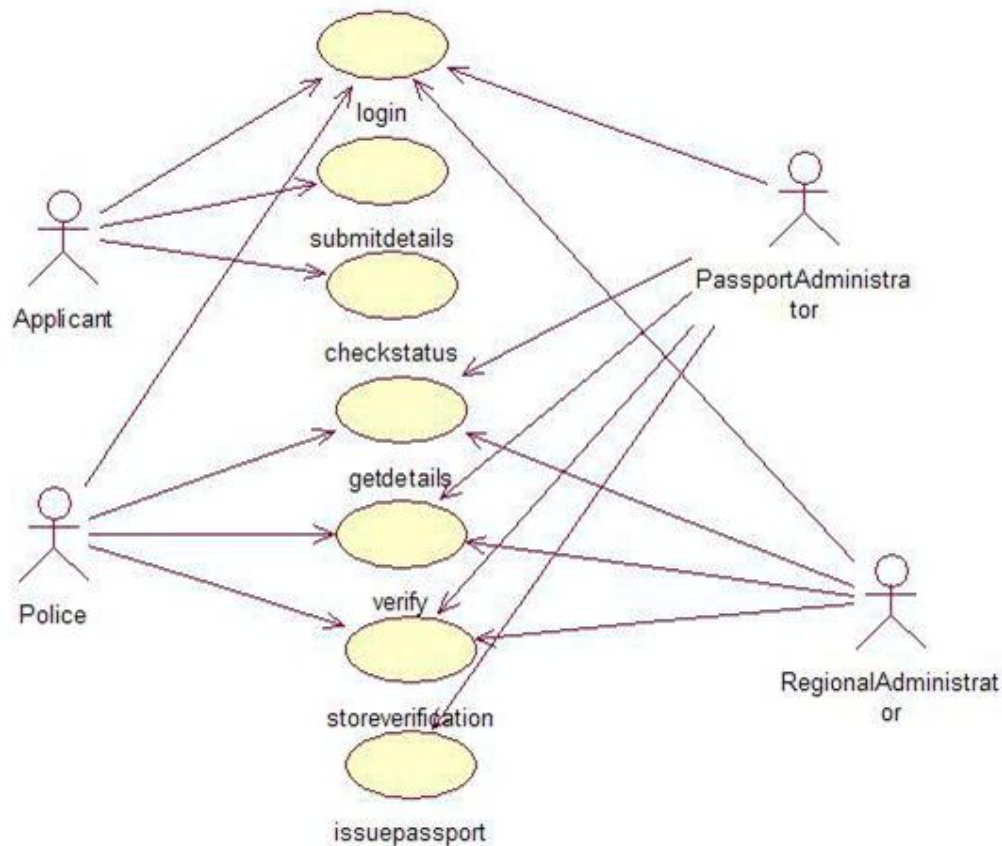 login
submitdetails
Applicant
PassportAdministra
tor
checkstatus
getdetails
Police
verify
RegionalAdministrat
or
storeverification
issuepassport